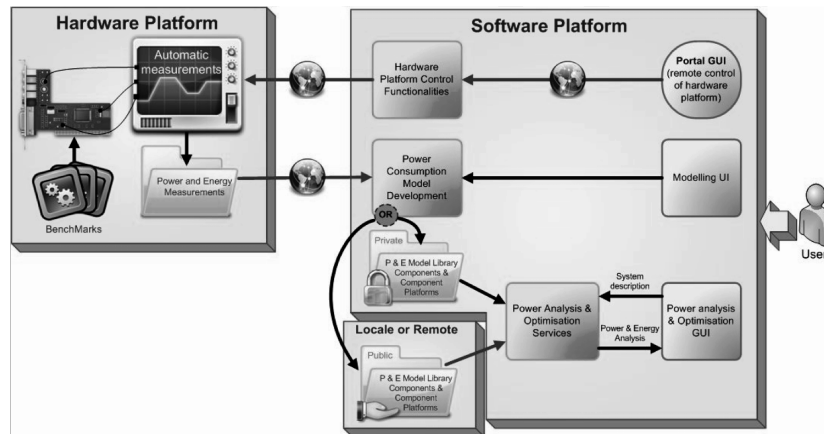 Hardware Platform
Automatic
measurements
Power and Energy
Measurements
BenchMarks
Software Platform
Hardware
Platform Control
Functionalities
Portal GUI
(remote control
of hardware
platform)
Power
Consumption
Model
Development
Modelling UI
OR
Private
P & E Model Library
Components &
Component
Platforms
User
Power Analysis &
Optimisation
Services
System
description
Power & Energy
Analysis
Power analysis
& Optimisation
GUI
Locale or Remote
Public
P & E Model Library
Components &
Component
Platforms